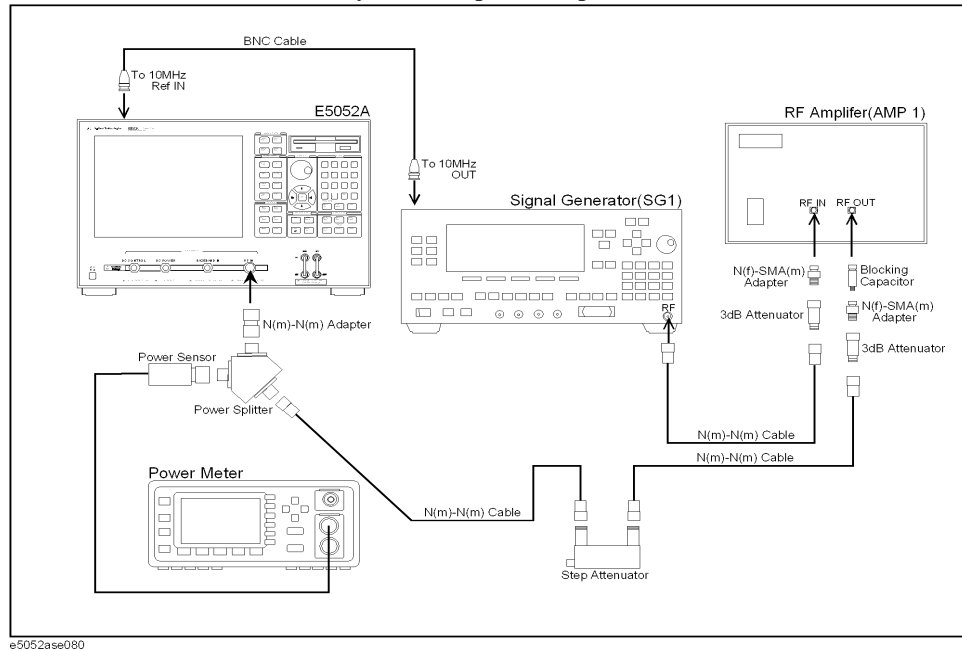 BNC Cable
To 10MHz
Ref IN
E5052A
To 10MHz
OUT
RF Amplifer(AMP 1)
Signal Generator(SG1)
RF IN RF OUT
N(f)-SMA(m)
Adapter
Blocking
Capacitor
3dB Attenuator
N(f)-SMA(m)
Adapter
RF
3dB Attenuator
N(m)-N(m) Adapter
Power Sensor
Power Splitter
N(m)-N(m) Cable
N(m)-N(m) Cable
Power Meter
N(m)-N(m) Cable
Step Attenuator
e5052ase080